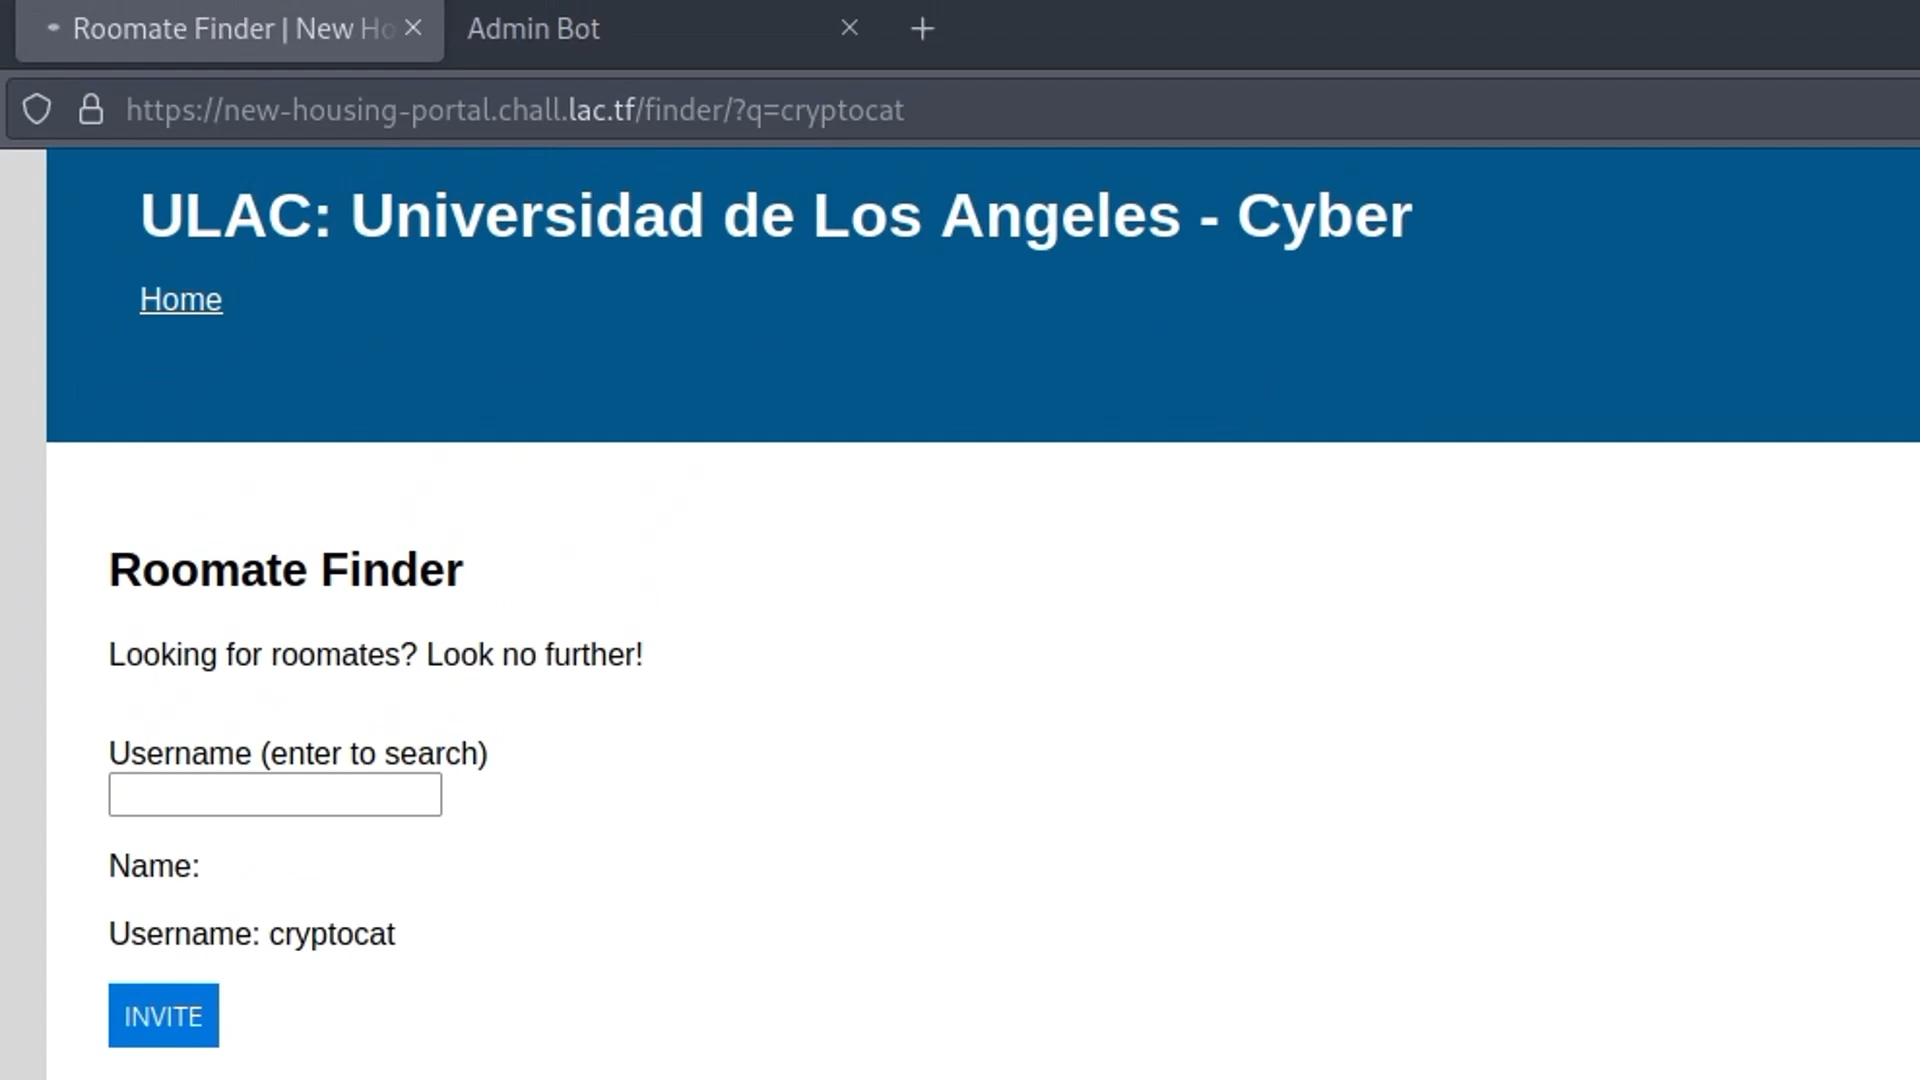 Roomate Finder | New Ho
Admin Bot
https://new-housing-portal.chall.lac.tf/finder/?q=cryptocat
ULAC: Universidad de Los Angeles - Cyber
Home
Roomate Finder
Looking for roomates? Look no further!
Username (enter to search)
Name:
Username: cryptocat
INVITE